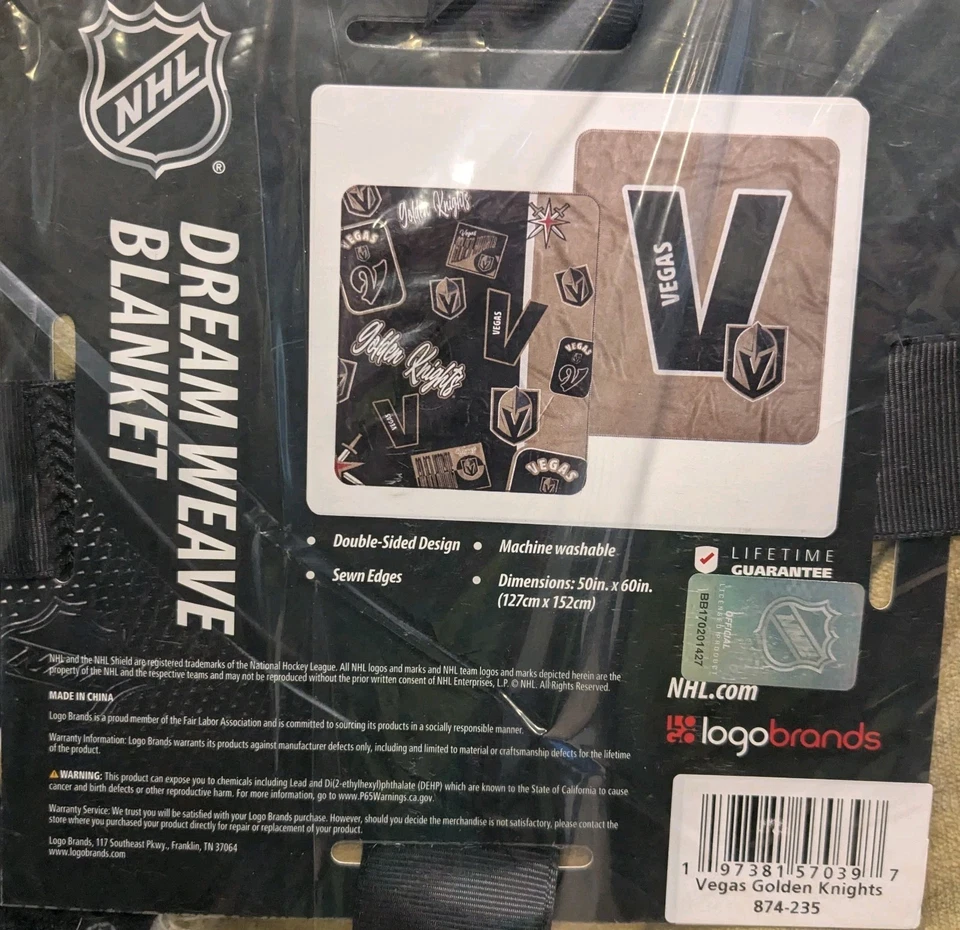 NHL
®
DREAM WEAVE
BLANKET
Golden Knights
VEGAS
Vegas
VEGAS
Golden Knights
VEGAS
VEGAS
VEGAS
VEGAS
• Double-Sided Design
• Sewn Edges
• Machine washable
• Dimensions: 50in. x 60in.
(127cm x 152cm)
LIFETIME
GUARANTEE
BB170201427
OFFICIAL
LICENSED PRODUCT
NHL
NHL.com
LOGO
logobrands
NHL and the NHL Shield are registered trademarks of the National Hockey League. All NHL logos and marks and NHL team logos and marks depicted herein are the
property of the NHL and the respective teams and may not be reproduced without the prior written consent of NHL Enterprises, L.P. © NHL. All Rights Reserved.
MADE IN CHINA
Logo Brands is a proud member of the Fair Labor Association and is committed to sourcing its products in a socially responsible manner.
Warranty Information: Logo Brands warrants its products against manufacturer defects only, including and limited to material or craftsmanship defects for the lifetime
of the product.
⚠WARNING: This product can expose you to chemicals including Lead and Di(2-ethylhexyl)phthalate (DEHP) which are known to the State of California to cause
cancer and birth defects or other reproductive harm. For more information, go to www.P65Warnings.ca.gov.
Warranty Service: We trust you will be satisfied with your Logo Brands purchase. However, should you decide the merchandise is not satisfactory, please contact the
store where you purchased your product directly for repair or replacement of your product.
Logo Brands, 117 Southeast Pkwy., Franklin, TN 37064
www.logobrands.com
1 97381 57039 7
Vegas Golden Knights
874-235